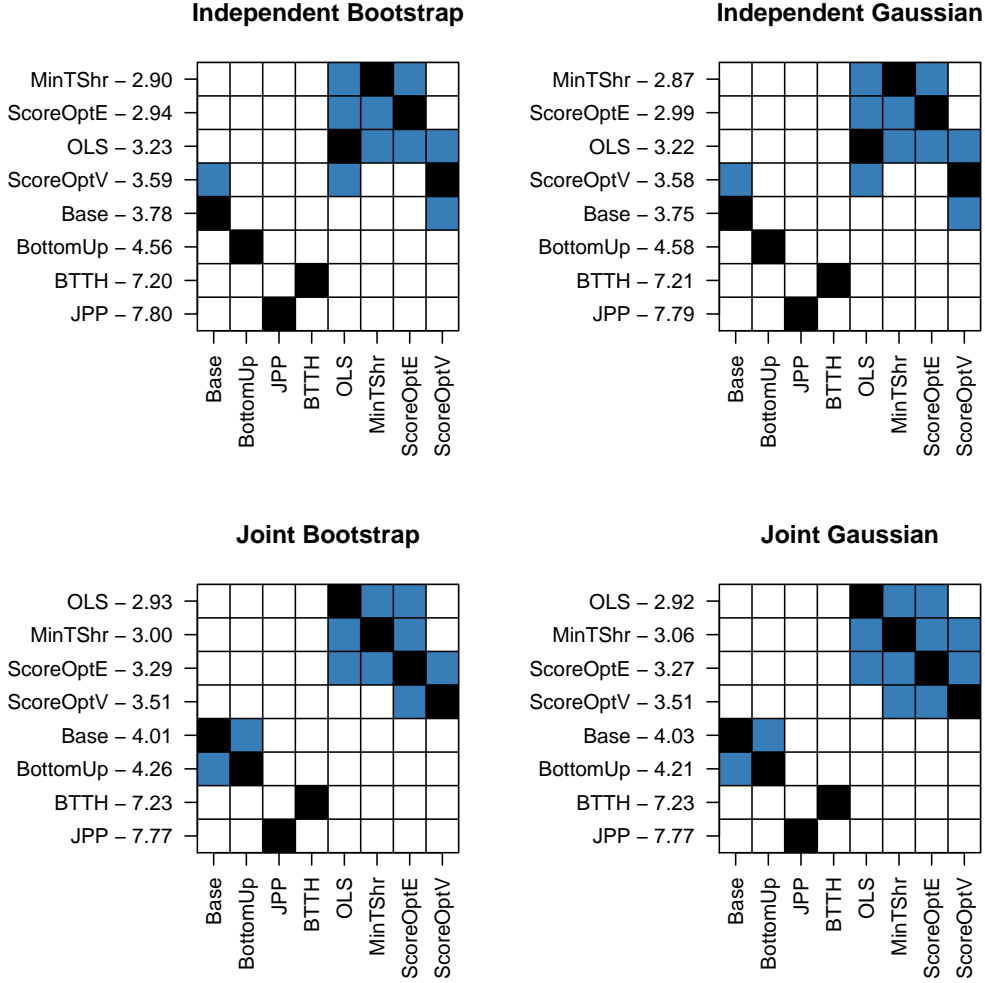 Independent Bootstrap
MinTShr – 2.90
ScoreOptE – 2.94
OLS – 3.23
ScoreOptV – 3.59
Base – 3.78
BottomUp – 4.56
BTTH – 7.20
JPP – 7.80
Base
BottomUp
JPP
BTTH
OLS
MinTShr
ScoreOptE
ScoreOptV
Independent Gaussian
MinTShr – 2.87
ScoreOptE – 2.99
OLS – 3.22
ScoreOptV – 3.58
Base – 3.75
BottomUp – 4.58
BTTH – 7.21
JPP – 7.79
Base
BottomUp
JPP
BTTH
OLS
MinTShr
ScoreOptE
ScoreOptV
Joint Bootstrap
OLS – 2.93
MinTShr – 3.00
ScoreOptE – 3.29
ScoreOptV – 3.51
Base – 4.01
BottomUp – 4.26
BTTH – 7.23
JPP – 7.77
Base
BottomUp
JPP
BTTH
OLS
MinTShr
ScoreOptE
ScoreOptV
Joint Gaussian
OLS – 2.92
MinTShr – 3.06
ScoreOptE – 3.27
ScoreOptV – 3.51
Base – 4.03
BottomUp – 4.21
BTTH – 7.23
JPP – 7.77
Base
BottomUp
JPP
BTTH
OLS
MinTShr
ScoreOptE
ScoreOptV